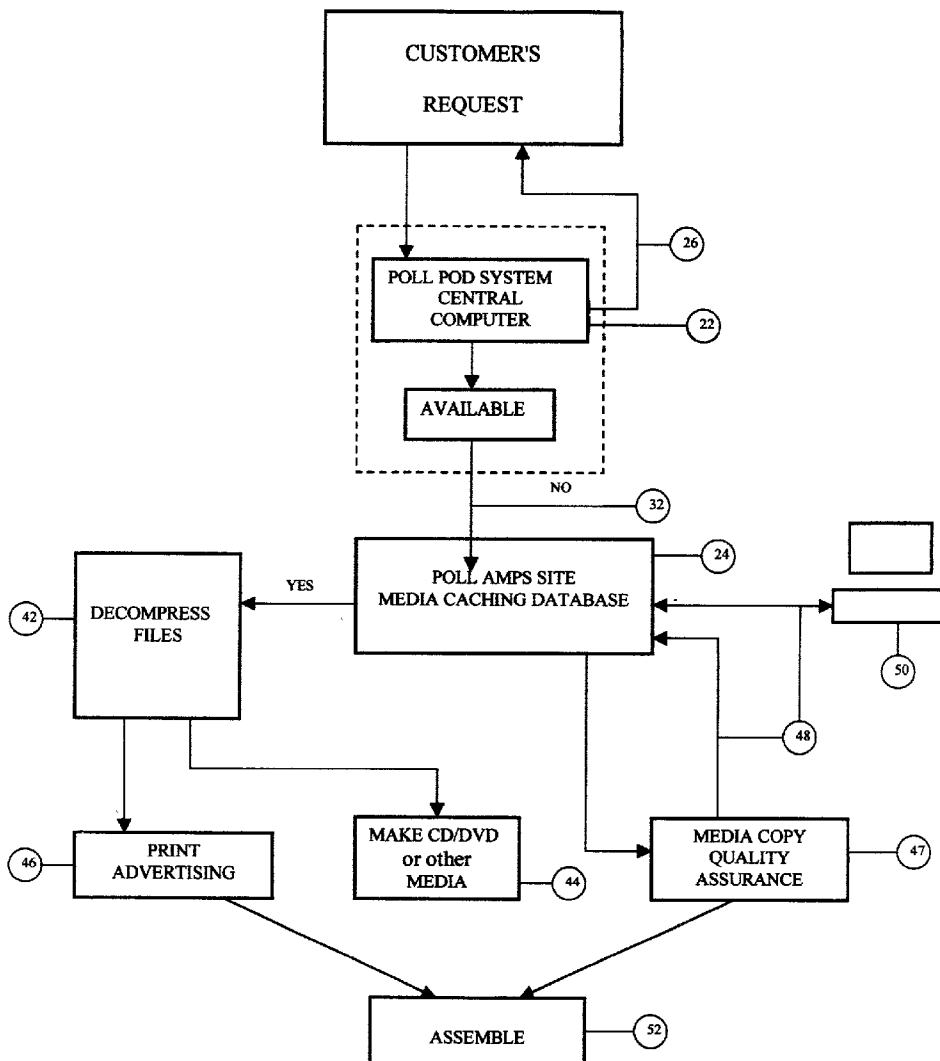 CUSTOMER'S
REQUEST
26
POLL POD SYSTEM
CENTRAL
COMPUTER
22
AVAILABLE
NO
32
24
POLL AMPS SITE
MEDIA CACHING DATABASE
YES
42
DECOMPRESS
FILES
50
48
46
PRINT
ADVERTISING
MAKE CD/DVD
or other
MEDIA
44
MEDIA COPY
QUALITY
ASSURANCE
47
ASSEMBLE
52